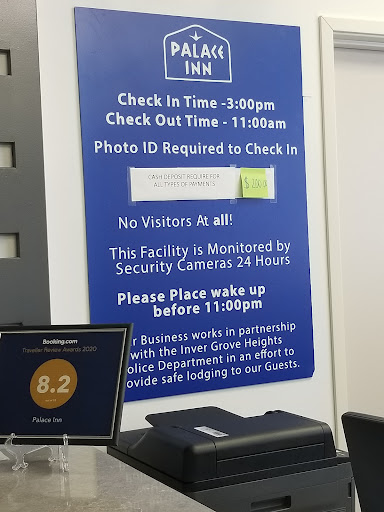 PALACE
INN
Check In Time -3:00pm
Check Out Time - 11:00am
Photo ID Required to Check In
CASH DEPOSIT REQUIRE FOR
ALL TYPES OF PAYMENTS
No Visitors At all!
This Facility is Monitored by
Security Cameras 24 Hours
Please Place wake up
before 11:00pm
r Business works in partnership
with the Inver Grove Heights
olice Department in an effort to
ovide safe lodging to our Guests.
Booking.com
Traveller Review Awards 2020
8.2
Palace Inn